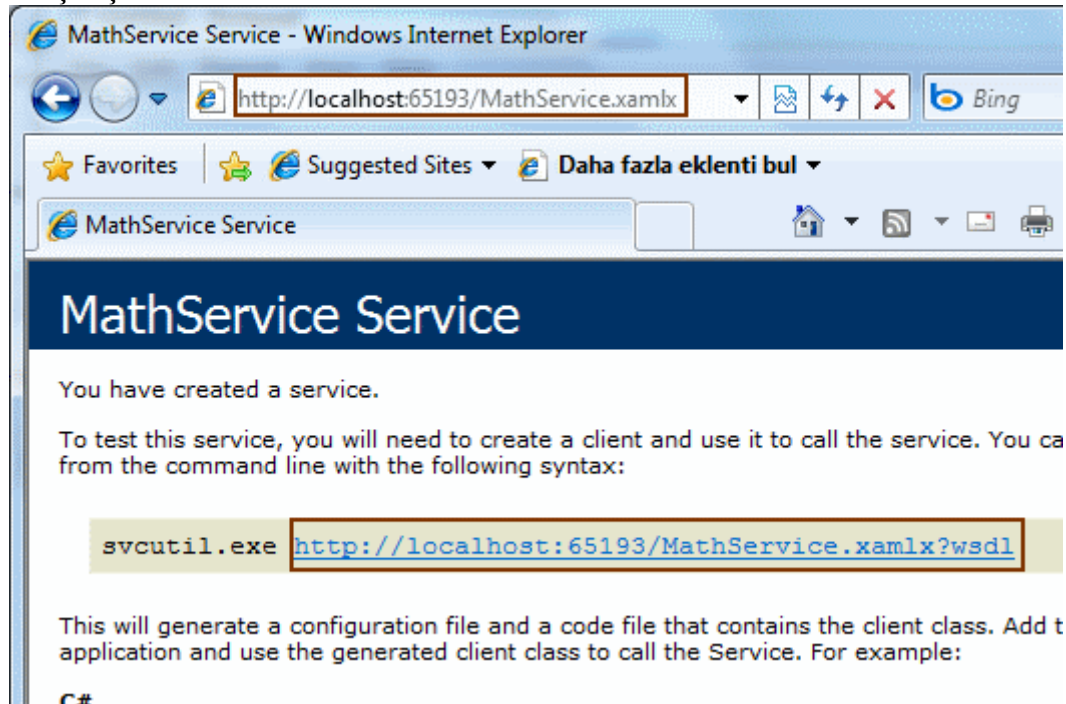 MathService Service - Windows Internet Explorer
http://localhost:65193/MathService.xamlx
Bing
Favorites
Suggested Sites
Daha fazla eklenti bul
MathService Service
MathService Service
You have created a service.
To test this service, you will need to create a client and use it to call the service. You ca
from the command line with the following syntax:
svcutil.exe http://localhost:65193/MathService.xamlx?wsdl
This will generate a configuration file and a code file that contains the client class. Add t
application and use the generated client class to call the Service. For example:
C#